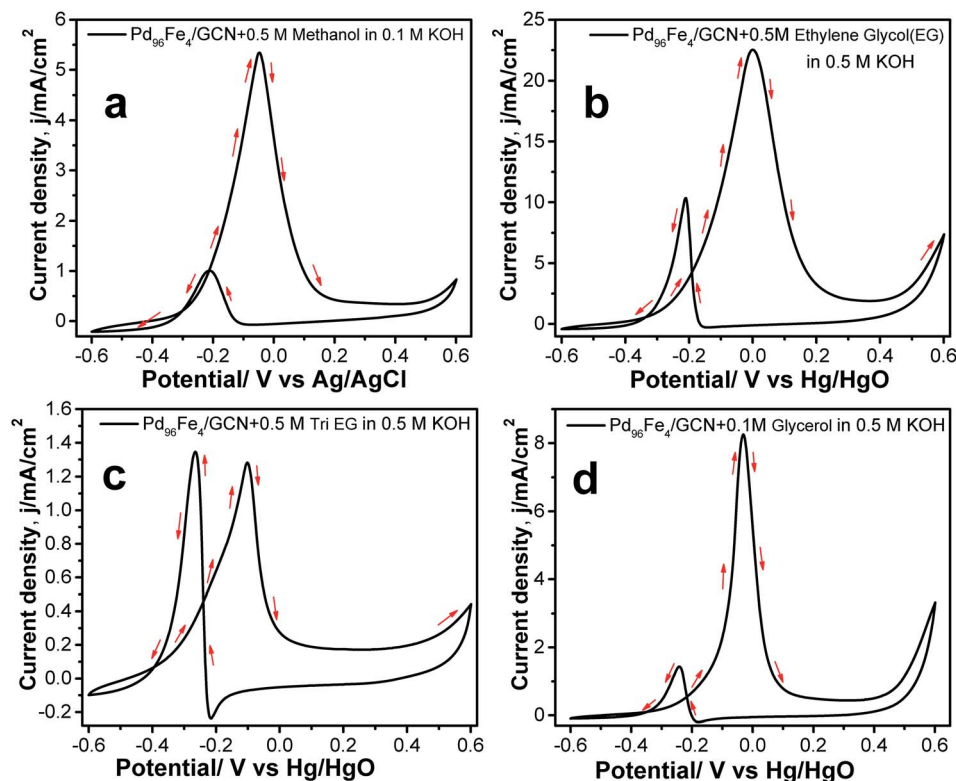 Pd₉₆Fe₄/GCN+0.5 M Methanol in 0.1 M KOH
a
Current density, j/mA/cm²
6
5
4
3
2
1
0
-0.6 -0.4 -0.2 0.0 0.2 0.4 0.6
Potential/ V vs Ag/AgCl
Pd₉₆Fe₄/GCN+0.5M Ethylene Glycol(EG)
in 0.5 M KOH
b
Current density, j/mA/cm²
25
20
15
10
5
0
-0.6 -0.4 -0.2 0.0 0.2 0.4 0.6
Potential/ V vs Hg/HgO
Pd₉₆Fe₄/GCN+0.5 M Tri EG in 0.5 M KOH
c
Current density, j/mA/cm²
1.6
1.4
1.2
1.0
0.8
0.6
0.4
0.2
0.0
-0.2
-0.6 -0.4 -0.2 0.0 0.2 0.4 0.6
Potential/ V vs Hg/HgO
Pd₉₆Fe₄/GCN+0.1M Glycerol in 0.5 M KOH
d
Current density, j/mA/cm²
8
6
4
2
0
-0.6 -0.4 -0.2 0.0 0.2 0.4 0.6
Potential/ V vs Hg/HgO